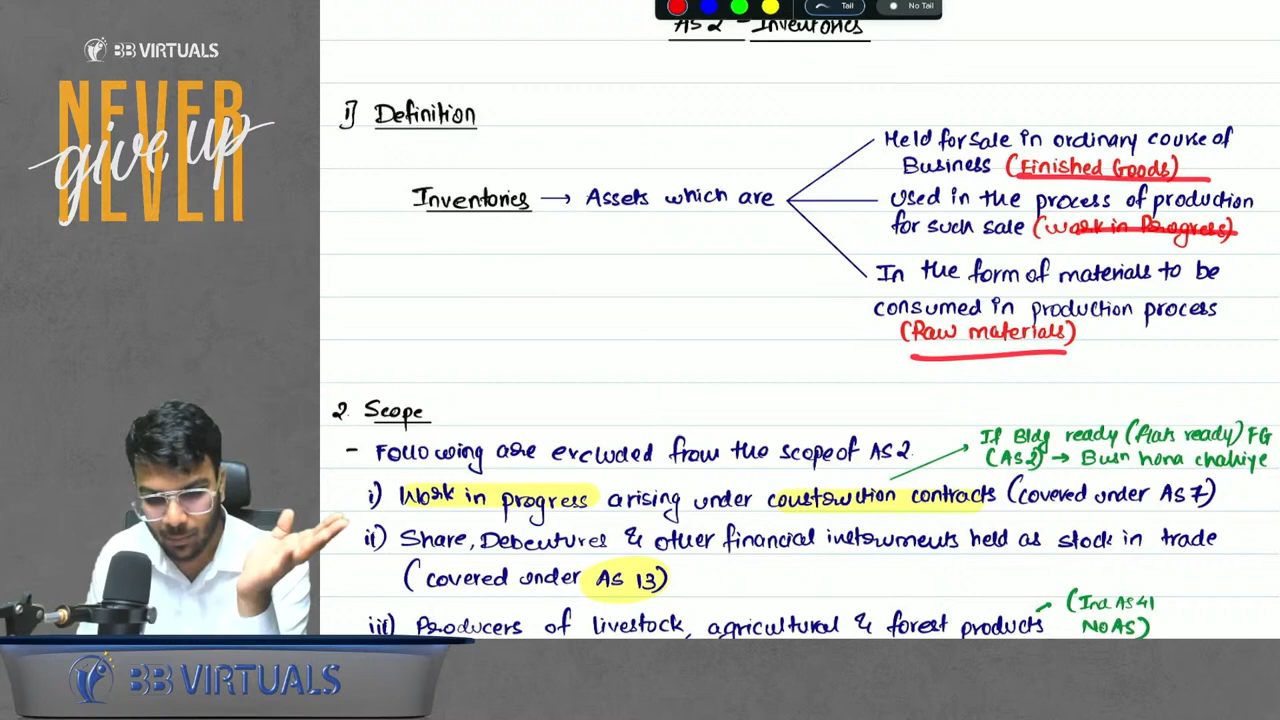 Tail
No Tail
AS 2 - Inventories
BB VIRTUALS
NEVER
give up
NEVER
1] Definition
Inventories → Assets which are
Held for sale in ordinary course of
Business (Finished Goods)
used in the process of production
for such sale (Work in Progress)
In the form of materials to be
consumed in production process
(Raw materials)
2. Scope
- Following are excluded from the scope of AS 2.
If Bldg ready (flats ready) FG
(AS2) → Busn hona chahiye
i) Work in progress arising under construction contracts (covered under AS 7)
ii) Share, Debentures & other financial instruments held as stock in trade
(covered under AS 13)
iii) Producers of livestock, agricultural & forest products
(Ind AS 41
No AS)
BB VIRTUALS